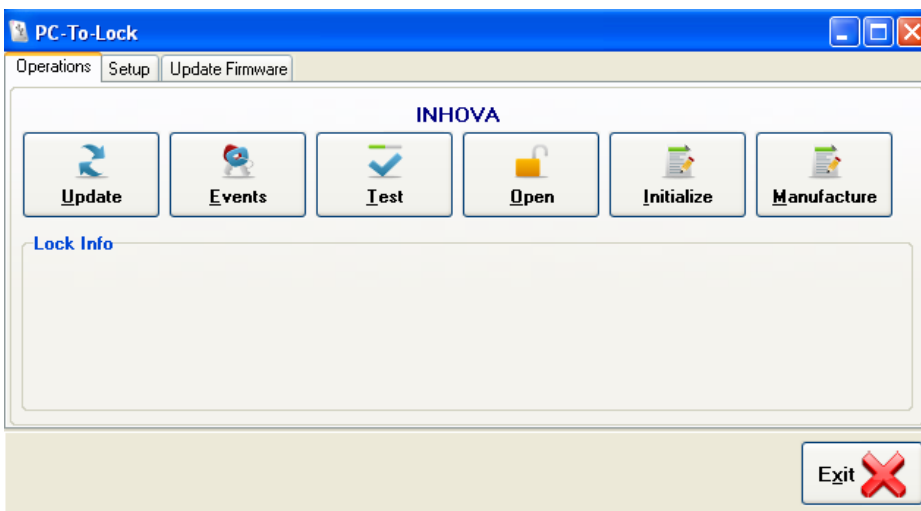 PC-To-Lock
Operations Setup Update Firmware
INHOVA
Update Events Test Open Initialize Manufacture
Lock Info
Exit